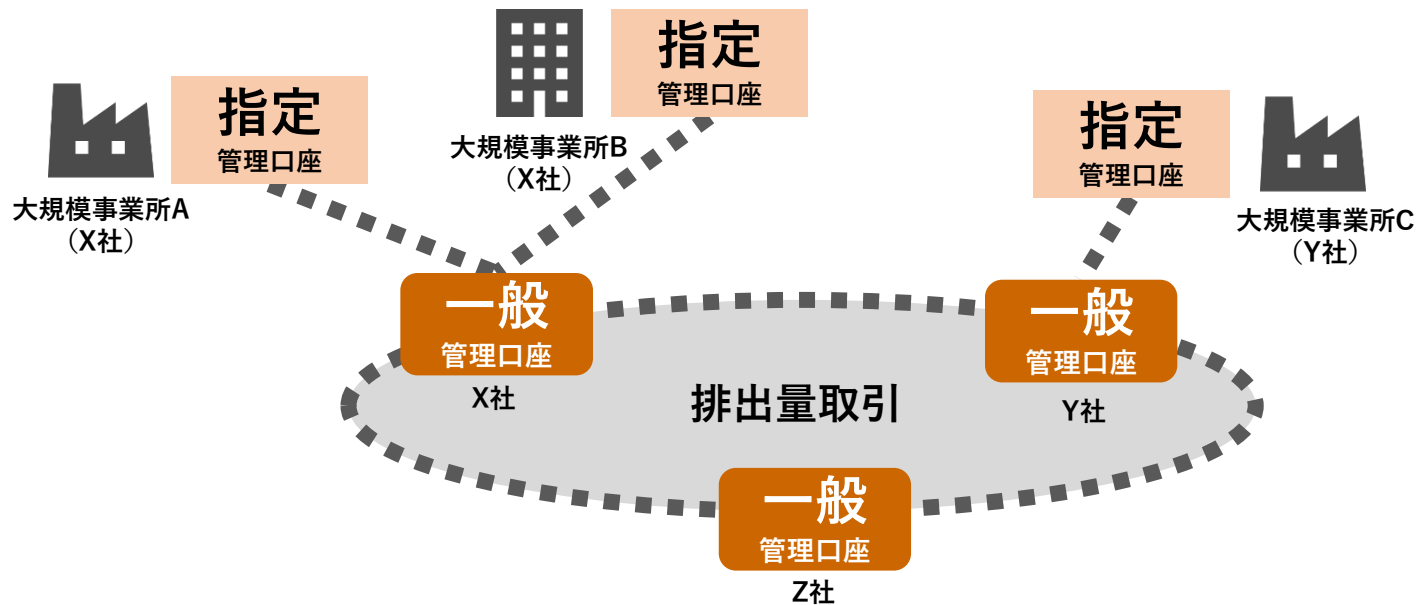 指定
管理口座
大規模事業所A
（X社）
指定
管理口座
大規模事業所B
（X社）
指定
管理口座
大規模事業所C
（Y社）
一般
管理口座
X社
排出量取引
一般
管理口座
Y社
一般
管理口座
Z社